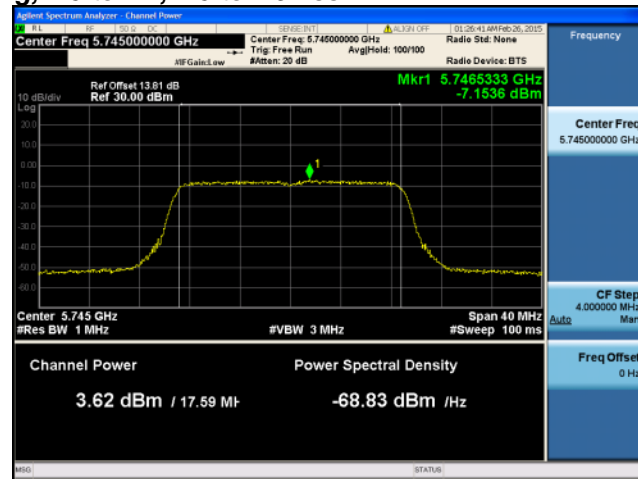 Agilent Spectrum Analyzer - Channel Power
RL RF 50 Ω DC SENSE:INT ALIGN OFF 01:26:41 AM Feb 26, 2015
Center Freq 5.745000000 GHz
Center Freq: 5.745000000 GHz
Radio Std: None
Trig: Free Run Avg|Hold: 100/100
#IFGain:Low #Atten: 20 dB Radio Device: BTS
Frequency
Mkr1 5.7465333 GHz
-7.1536 dBm
Ref Offset 13.81 dB
10 dB/div Ref 30.00 dBm
Log
20.0
10.0
0.00
-10.0
-20.0
-30.0
-40.0
-50.0
-60.0
1
Center 5.745 GHz Span 40 MHz
#Res BW 1 MHz #VBW 3 MHz #Sweep 100 ms
Channel Power Power Spectral Density
3.62 dBm / 17.59 MH -68.83 dBm /Hz
Center Freq
5.745000000 GHz
CF Step
4.000000 MHz
Auto Man
Freq Offset
0 Hz
MSG STATUS